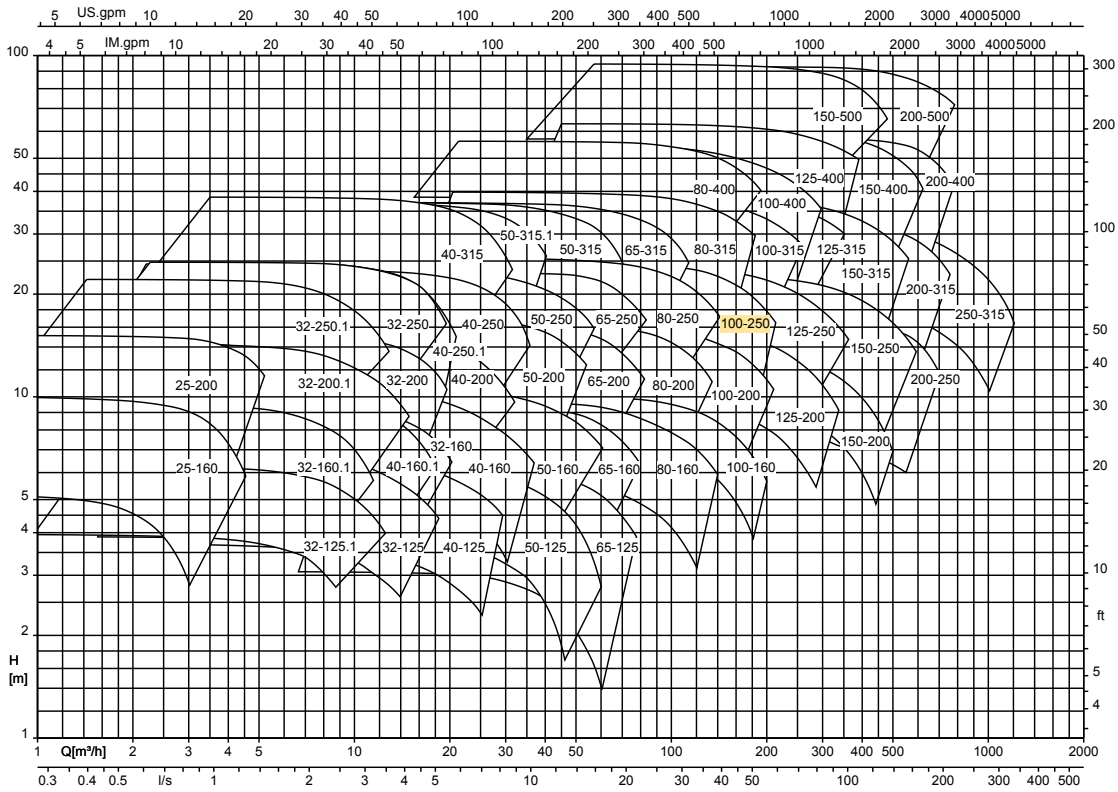 US.gpm 5 10 20 30 40 50 100 200 300 400 500 1000 2000 3000 4000 5000
IM.gpm 4 5 10 20 30 40 50 100 200 300 400 500 1000 2000 3000 4000 5000
100 300
150-500 200-500
200
50
125-400 200-400
80-400 150-400
40
100-400
30 100
50-315.1
40-315 50-315 65-315 80-315 100-315 125-315
150-315
20 200-315
250-315
32-250.1 32-250 40-250 50-250 65-250 80-250 100-250 125-250 50
150-250
40-250.1 40
25-200 32-200.1 32-200 40-200 50-200 65-200 80-200 200-250
100-200
10 30
125-200
32-160 150-200
25-160 32-160.1 40-160.1 40-160 50-160 65-160 80-160 100-160 20
5
4
32-125.1 32-125 40-125 50-125 65-125
3 10
ft
2
H
[m] 5
4
1
Q[m³/h] 1 2 3 4 5 10 20 30 40 50 100 200 300 400 500 1000 2000
0.3 0.4 0.5 l/s 1 2 3 4 5 10 20 30 40 50 100 200 300 400 500